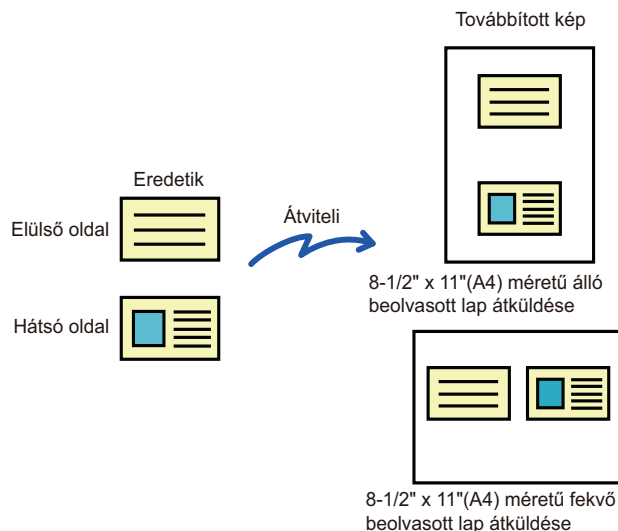 Továbbított kép
Eredetik
Elülső oldal
Átviteli
Hátsó oldal
8-1/2" x 11"(A4) méretű álló
beolvasott lap átküldése
8-1/2" x 11"(A4) méretű fekvő
beolvasott lap átküldése